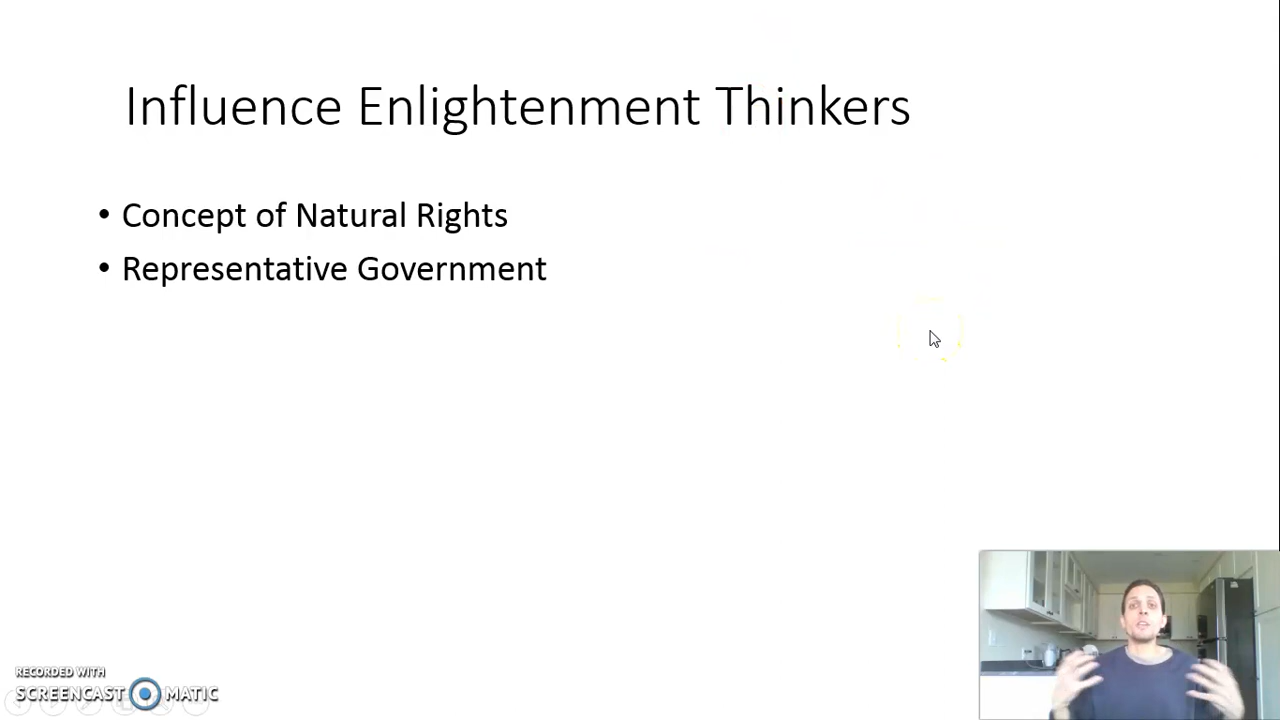 Influence Enlightenment Thinkers
• Concept of Natural Rights
• Representative Government
RECORDED WITH
SCREENCAST MATIC